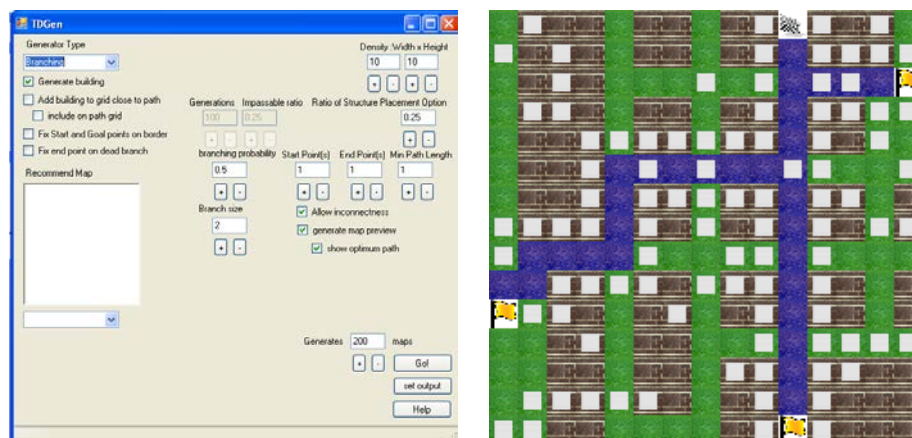 TDGen
Generator Type
Density :Width x Height
Branching
10 10
Generate building
+ - + -
Add building to grid close to path
Generations Impassable ratio Ratio of Structure Placement Option
include on path grid
100 0.25 0.25
Fix Start and Goal points on border
+ - + - + -
Fix end point on dead branch
branching probability Start Point(s) End Point(s) Min Path Length
Recommend Map
0.5 1 1 1
+ - + - + - + -
Branch size
Allow inconnectness
2
generate map preview
+ -
show optimum path
Generates 200 maps
+ - Go!
set output
Help